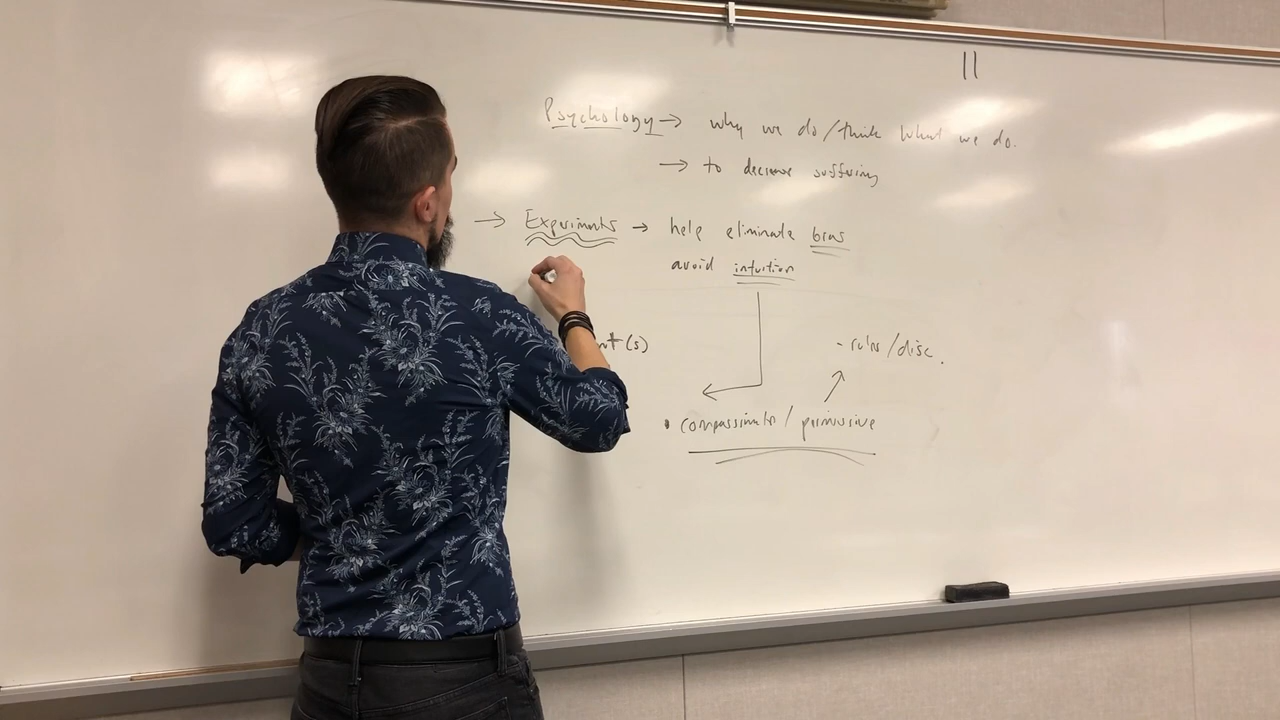 11
Psychology → why we do/think what we do.
→ to decrease suffering
→ Experiments → help eliminate bias
avoid intuition
nt(s)
- rules/disc.
• compassionate / permissive